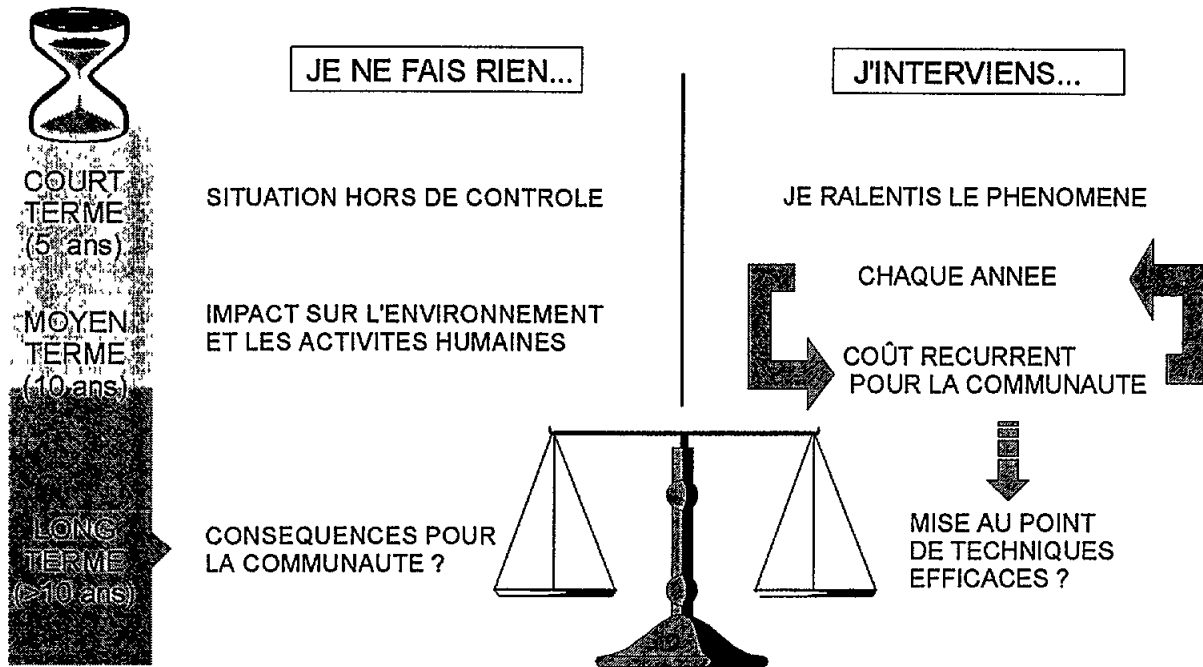 JE NE FAIS RIEN...
J'INTERVIENS...
COURT
TERME
(5 ans)
SITUATION HORS DE CONTROLE
JE RALENTIS LE PHENOMENE
MOYEN
TERME
(10 ans)
IMPACT SUR L'ENVIRONNEMENT
ET LES ACTIVITES HUMAINES
CHAQUE ANNEE
COÛT RECURRENT
POUR LA COMMUNAUTE
LONG
TERME
(>10 ans)
CONSEQUENCES POUR
LA COMMUNAUTE ?
MISE AU POINT
DE TECHNIQUES
EFFICACES ?